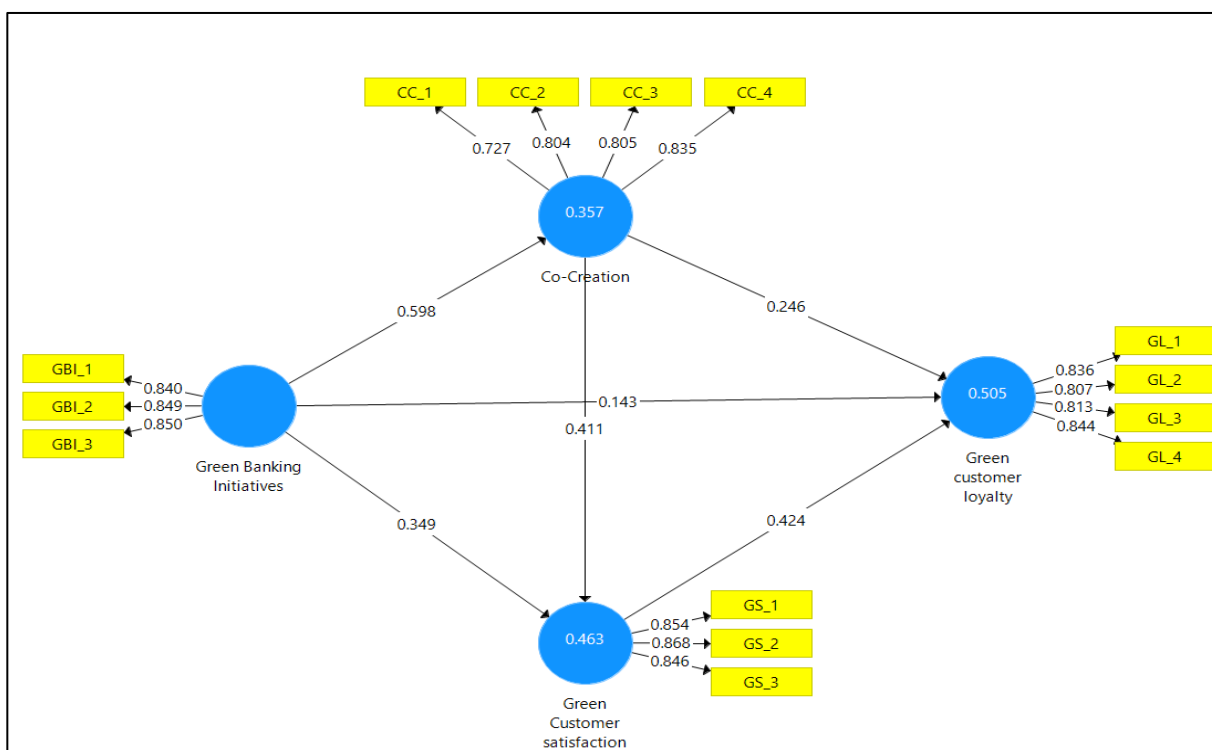 CC_1
CC_2
CC_3
CC_4
0.727
0.804
0.805
0.835
0.357
Co-Creation
0.598
0.246
GBI_1
GBI_2
GBI_3
0.840
0.849
0.850
Green Banking
Initiatives
0.143
0.411
0.505
Green
customer
loyalty
0.836
0.807
0.813
0.844
GL_1
GL_2
GL_3
GL_4
0.349
0.424
0.463
Green
Customer
satisfaction
0.854
0.868
0.846
GS_1
GS_2
GS_3